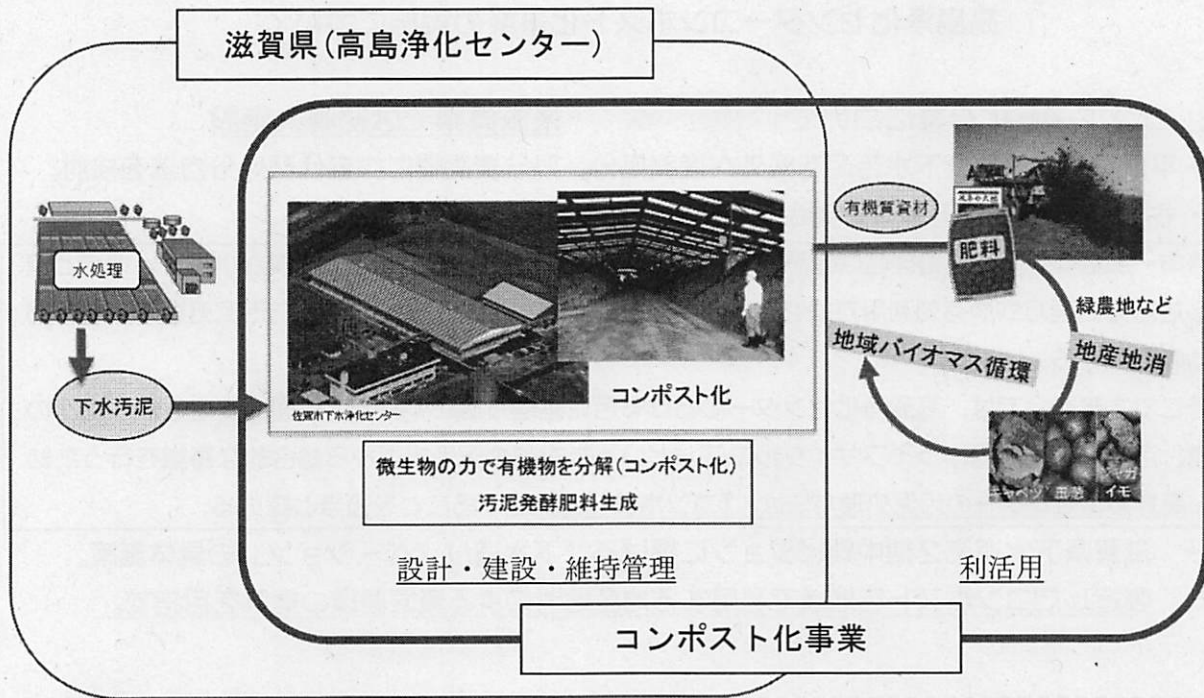 滋賀県(高島浄化センター)
水処理
下水汚泥
佐賀市下水浄化センター
コンポスト化
有機質資材
肥料
緑農地など
地産地消
地域バイオマス循環
キャベツ
玉葱
イモ
微生物の力で有機物を分解(コンポスト化)
汚泥発酵肥料生成
設計・建設・維持管理
利活用
コンポスト化事業